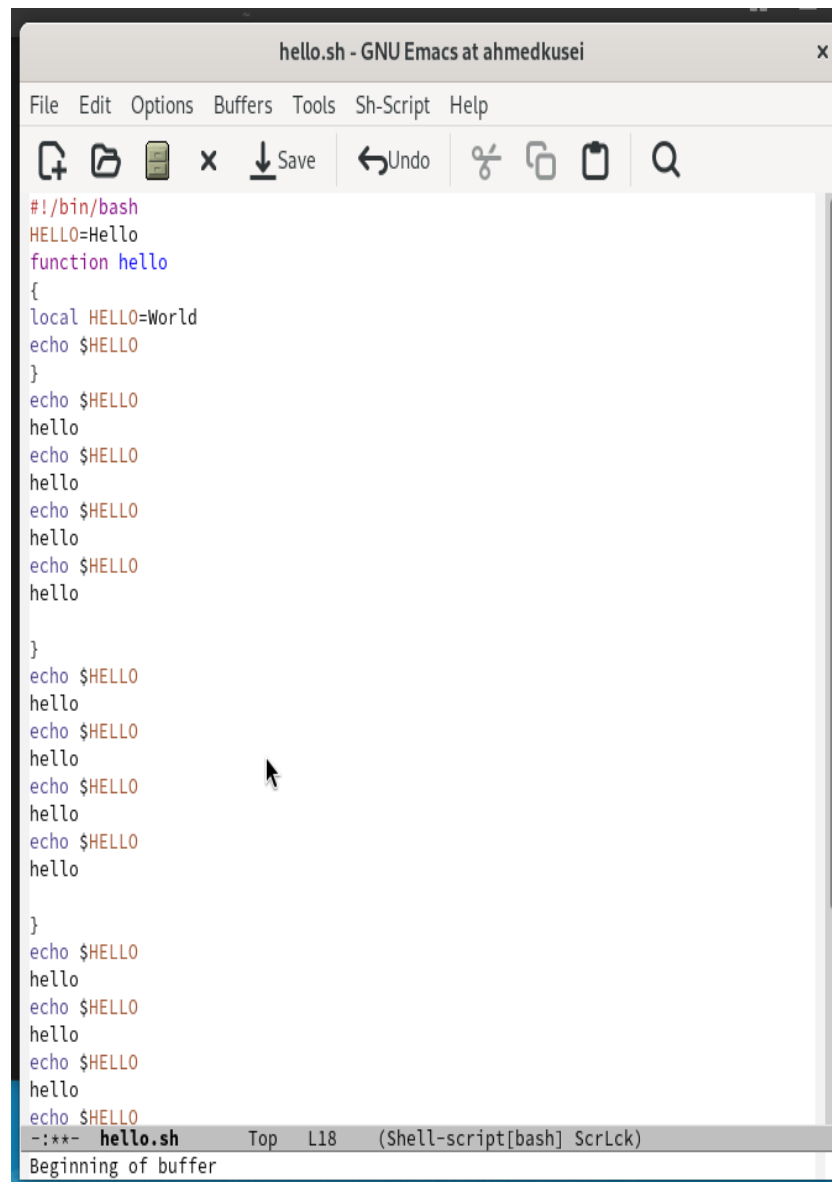 hello.sh - GNU Emacs at ahmedkusei
File Edit Options Buffers Tools Sh-Script Help
Save Undo
#!/bin/bash
HELLO=Hello
function hello
{
local HELLO=World
echo $HELLO
}
echo $HELLO
hello
echo $HELLO
hello
echo $HELLO
hello
echo $HELLO
hello
}
echo $HELLO
hello
echo $HELLO
hello
echo $HELLO
hello
echo $HELLO
hello
}
echo $HELLO
hello
echo $HELLO
hello
echo $HELLO
hello
echo $HELLO
-:**- hello.sh Top L18 (Shell-script[bash] ScrLck)
Beginning of buffer